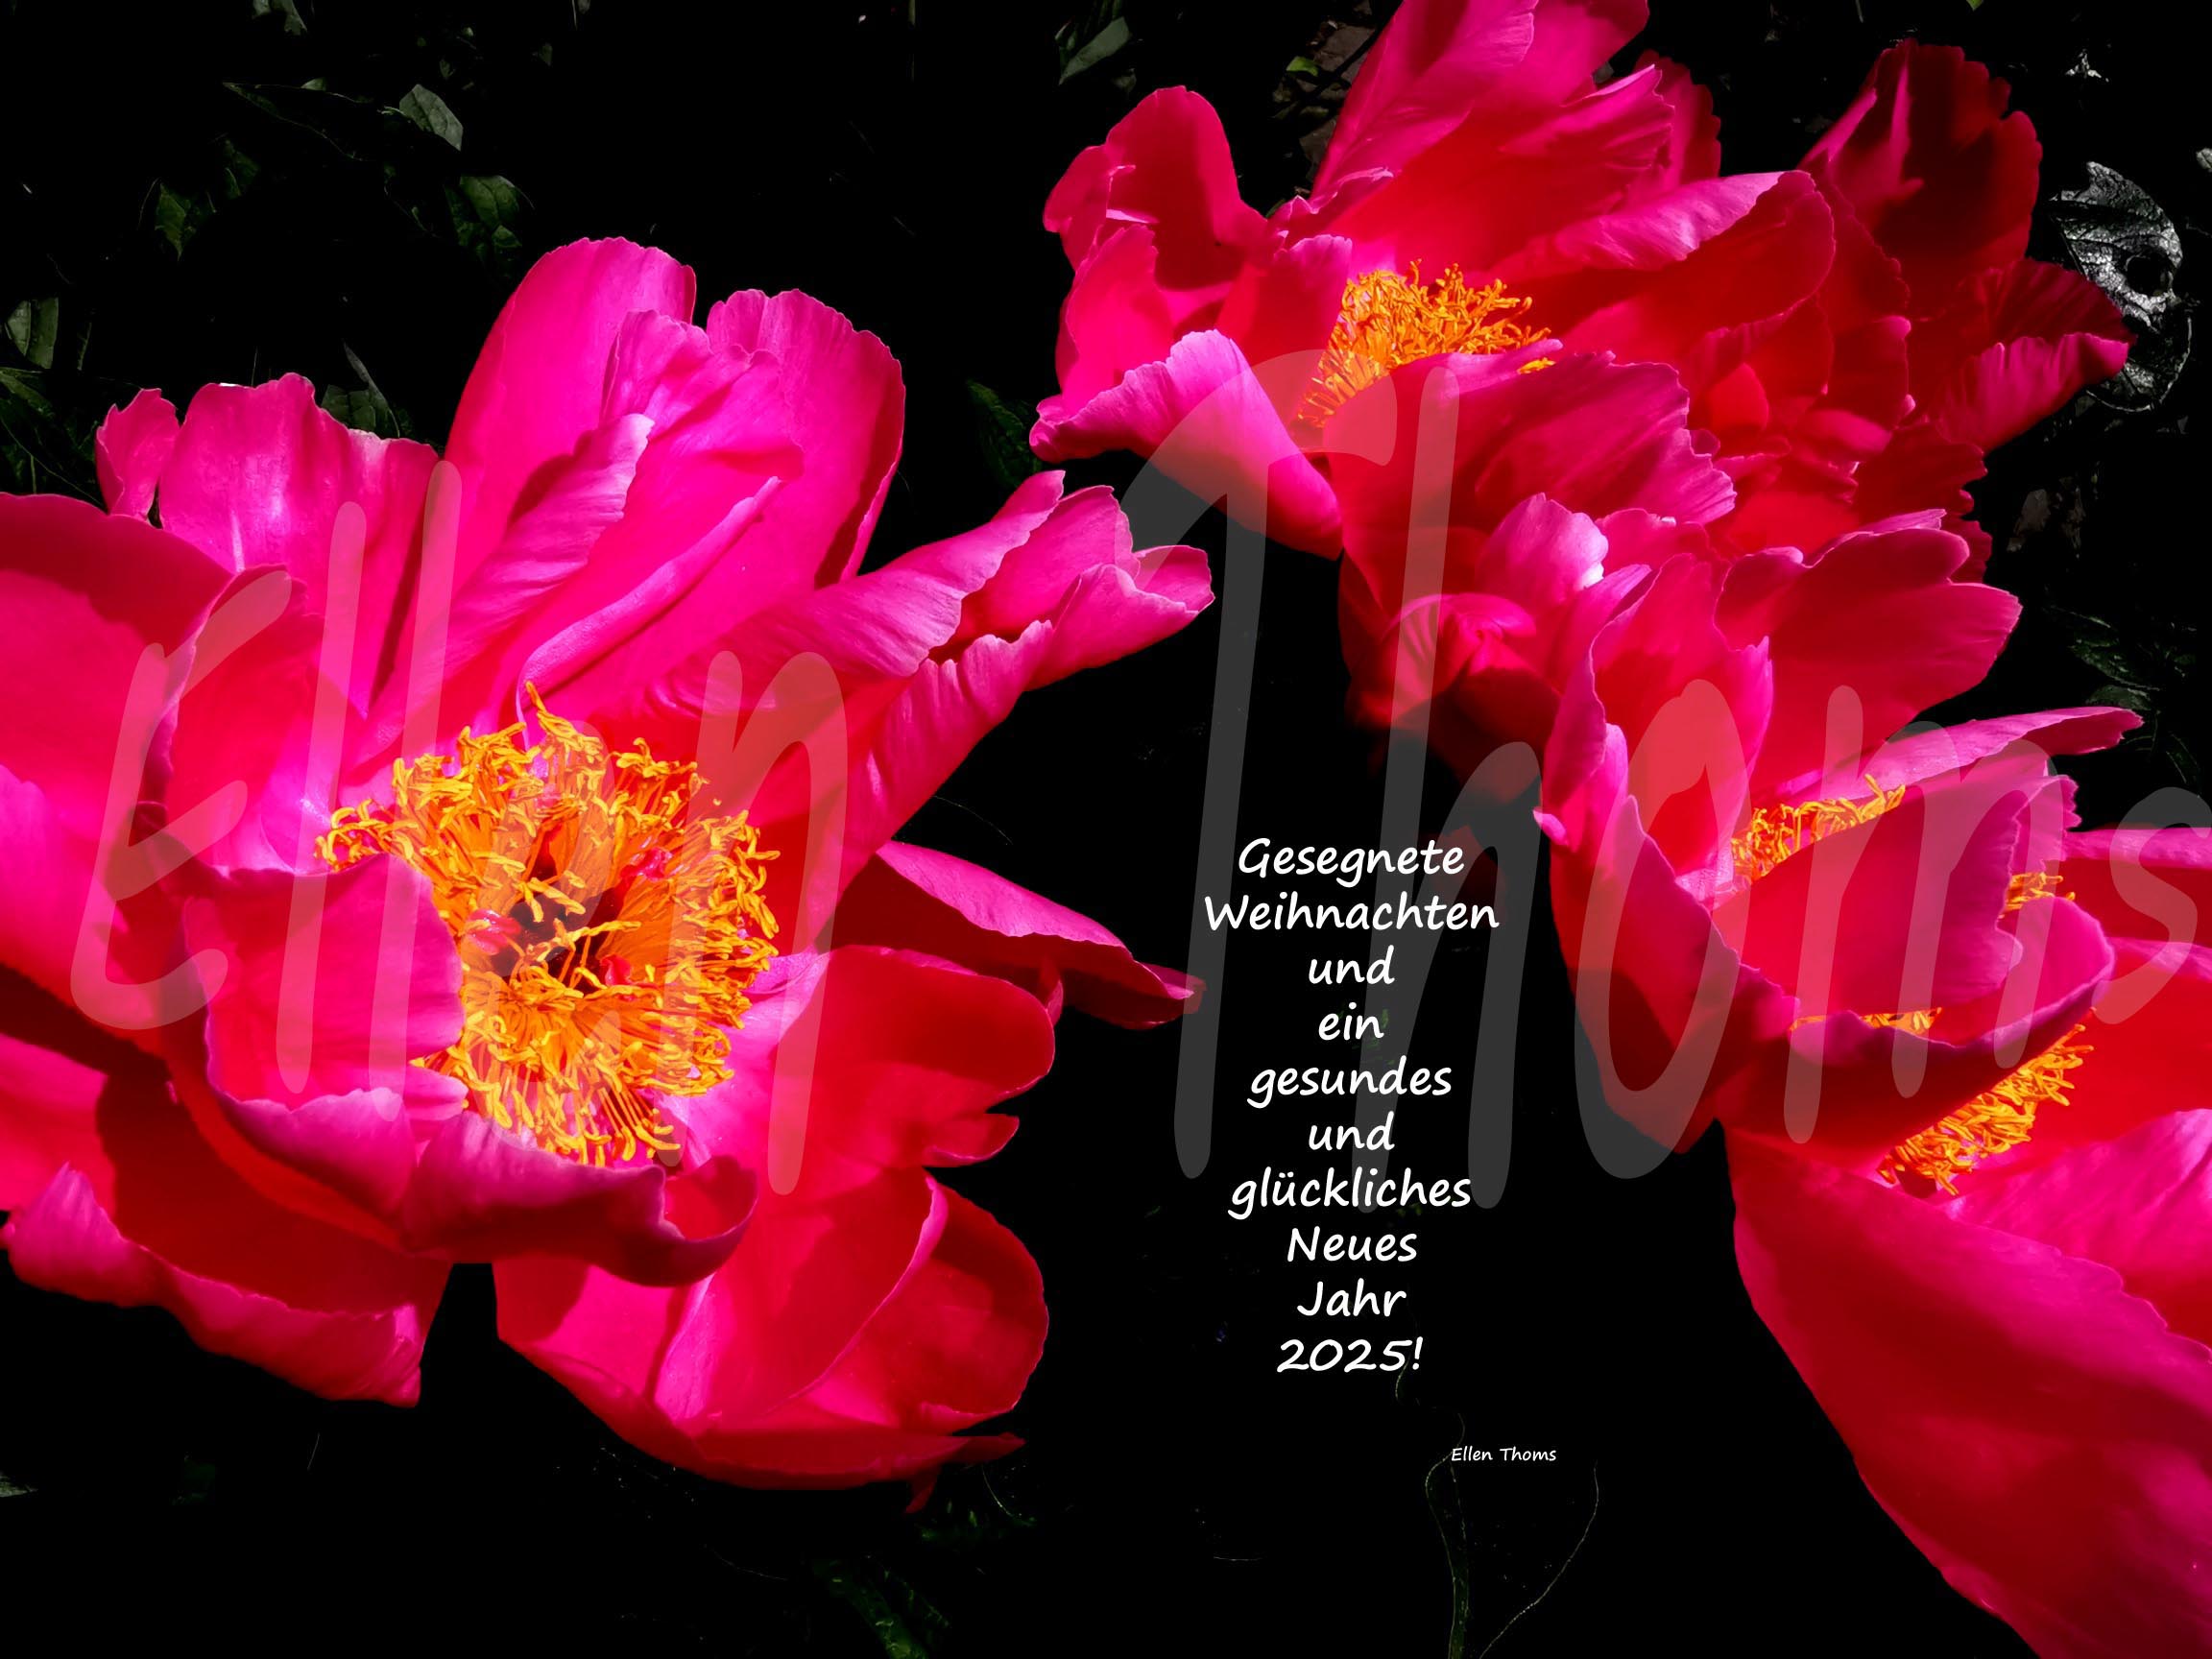 Ellen Thoms
Gesegnete
Weihnachten
und
ein
gesundes
und
glückliches
Neues
Jahr
2025!
Ellen Thoms